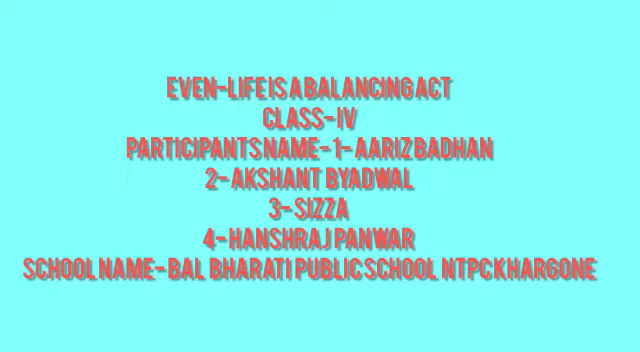 EVEN-LIFE IS A BALANCING ACT
CLASS-IV
PARTICIPANTS NAME-1-AARIZ BADHAN
2-AKSHANT BYADWAL
3-SIZZA
4-HANSHRAJ PANWAR
SCHOOL NAME-BAL BHARATI PUBLIC SCHOOL NTPC KHARGONE